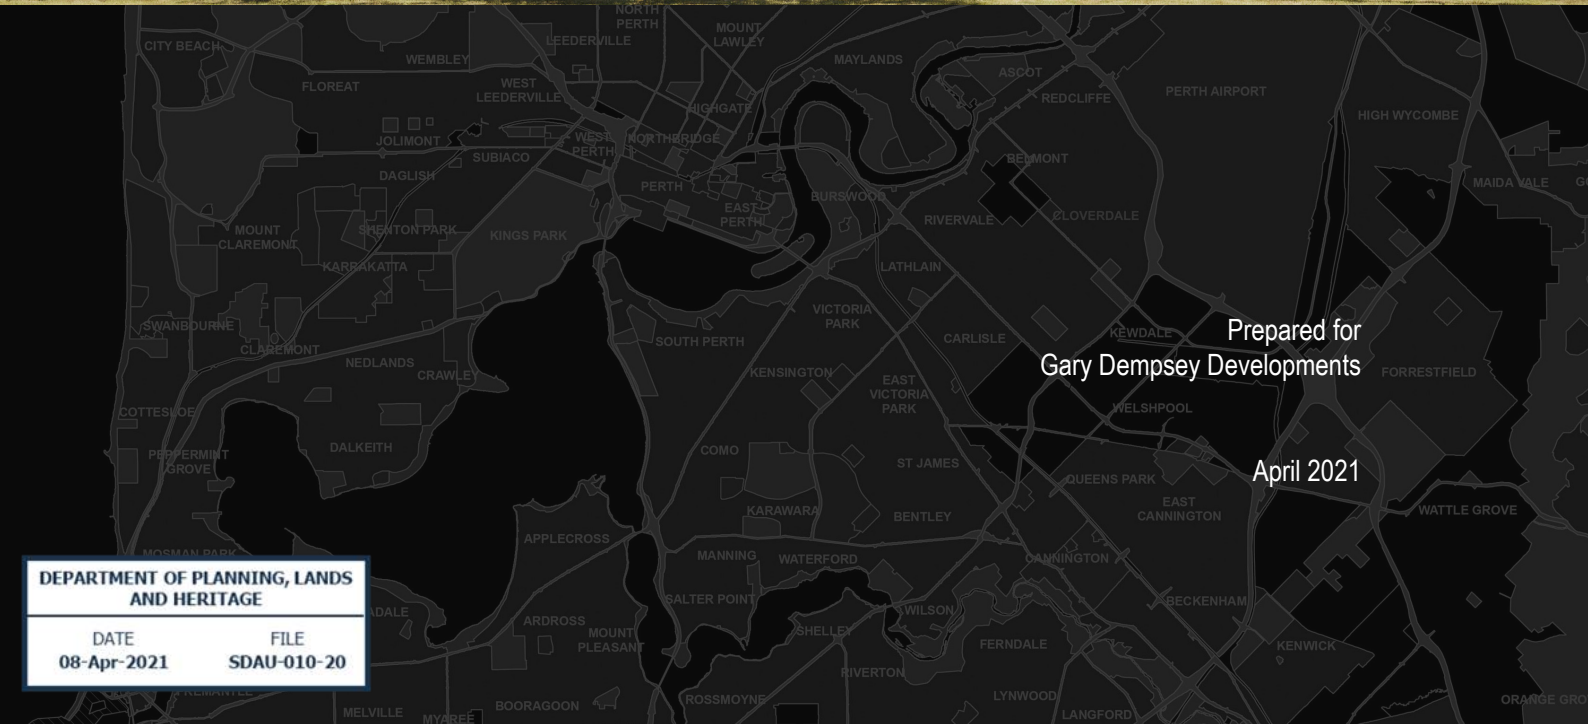 NORTH
PERTH
MOUNT
LAWLEY
LEEDERVILLE
CITY BEACH
WEMBLEY
MAYLANDS
ASCOT
FLOREAT
WEST
LEEDERVILLE
REDCLIFFE
PERTH AIRPORT
HIGHGATE
HIGH WYCOMBE
JOLIMONT
WEST
PERTH
NORTHBRIDGE
SUBIACO
BELMONT
DAGLISH
PERTH
MAIDA VALE
BURSWOOD
EAST
PERTH
RIVERVALE
CLOVERDALE
MOUNT
CLAREMONT
SHENTON PARK
KINGS PARK
KARRAKATTA
LATHLAIN
VICTORIA
PARK
SWANBOURNE
SOUTH PERTH
CARLISLE
KEWDALE
Prepared for
Gary Dempsey Developments
CLAREMONT
NEDLANDS
CRAWLEY
KENSINGTON
EAST
VICTORIA
PARK
FORRESTFIELD
COTTESLOE
WELSHPOOL
PEPPERMINT
GROVE
DALKEITH
COMO
ST JAMES
April 2021
QUEENS PARK
EAST
CANNINGTON
KARAWARA
BENTLEY
WATTLE GROVE
APPLECROSS
MOSMAN PARK
MANNING
WATERFORD
CANNINGTON
DEPARTMENT OF PLANNING, LANDS
AND HERITAGE
DATE
FILE
08-Apr-2021
SDAU-010-20
ADALE
SALTER POINT
BECKENHAM
WILSON
ARDROSS
MOUNT
PLEASANT
SHELLEY
FERNDALE
KENWICK
RIVERTON
FREMANTLE
ROSSMOYNE
LYNWOOD
ORANGE GRO
BOORAGOON
MELVILLE
MYAREE
LANGFORD